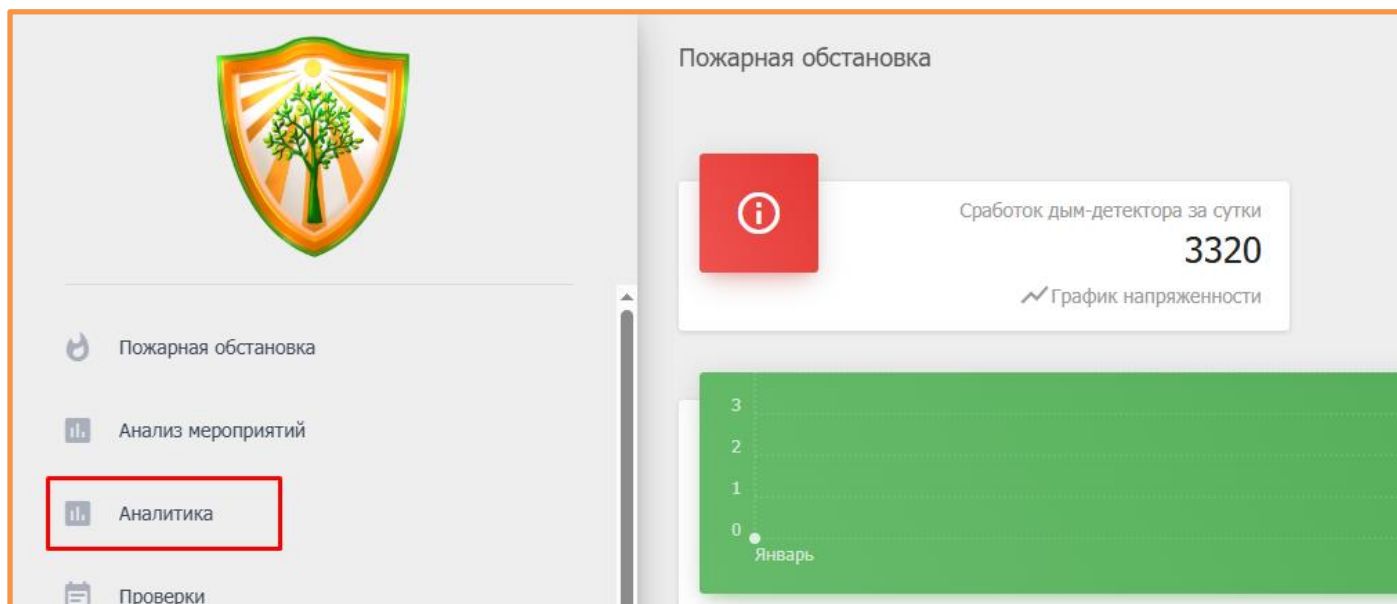 Пожарная обстановка
Анализ мероприятий
Аналитика
Проверки
Пожарная обстановка
Сработок дым-детектора за сутки
3320
График напряженности
3
2
1
0
Январь